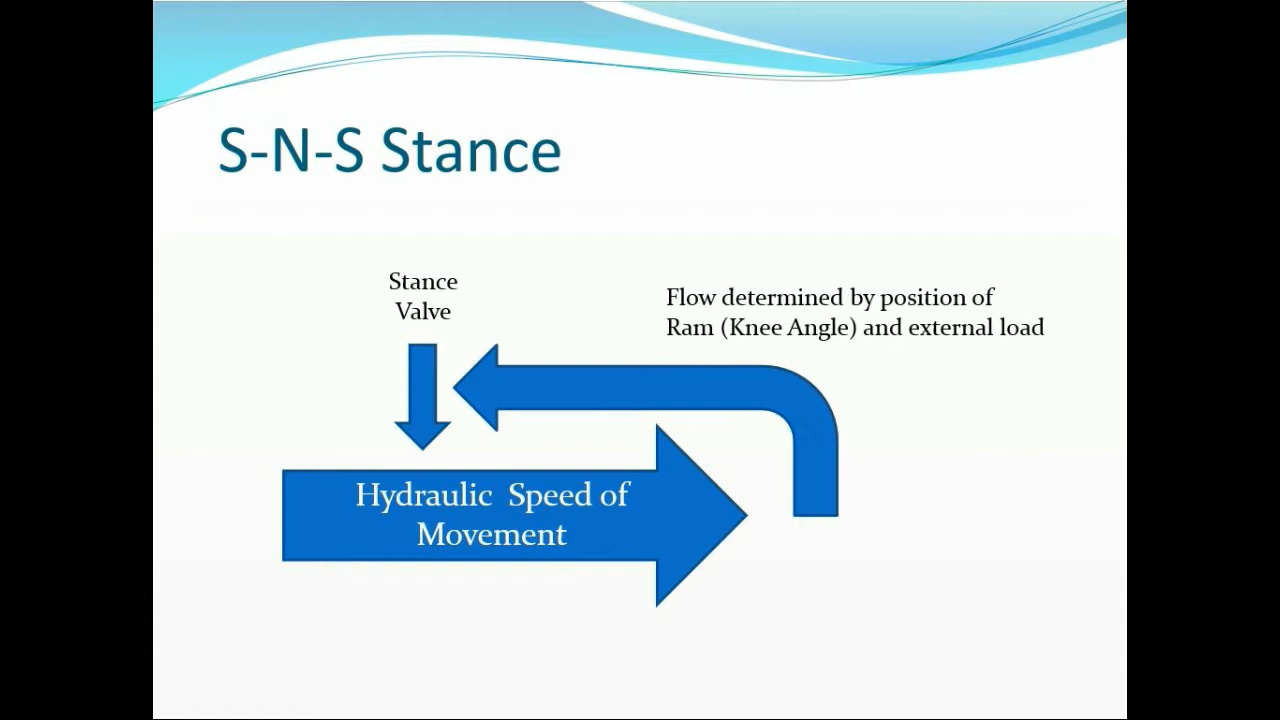 S-N-S Stance
Stance
Valve
Flow determined by position of
Ram (Knee Angle) and external load
Hydraulic  Speed of
Movement